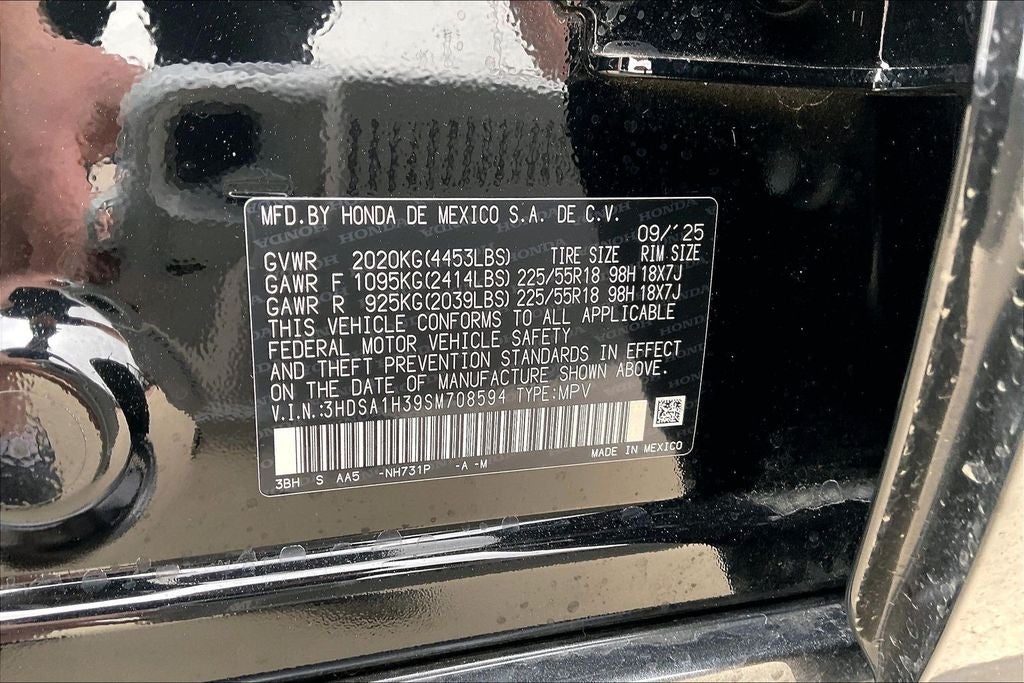 MFD.BY HONDA DE MEXICO S.A. DE C.V.
09/'25
GVWR 2020KG(4453LBS) TIRE SIZE RIM SIZE
GAWR F 1095KG(2414LBS) 225/55R18 98H 18X7J
GAWR R 925KG(2039LBS) 225/55R18 98H 18X7J
THIS VEHICLE CONFORMS TO ALL APPLICABLE
FEDERAL MOTOR VEHICLE SAFETY
AND THEFT PREVENTION STANDARDS IN EFFECT
ON THE DATE OF MANUFACTURE SHOWN ABOVE.
V.I.N.:3HDSA1H39SM708594 TYPE:MPV
MADE IN MEXICO
3BH S AA5 -NH731P -A -M